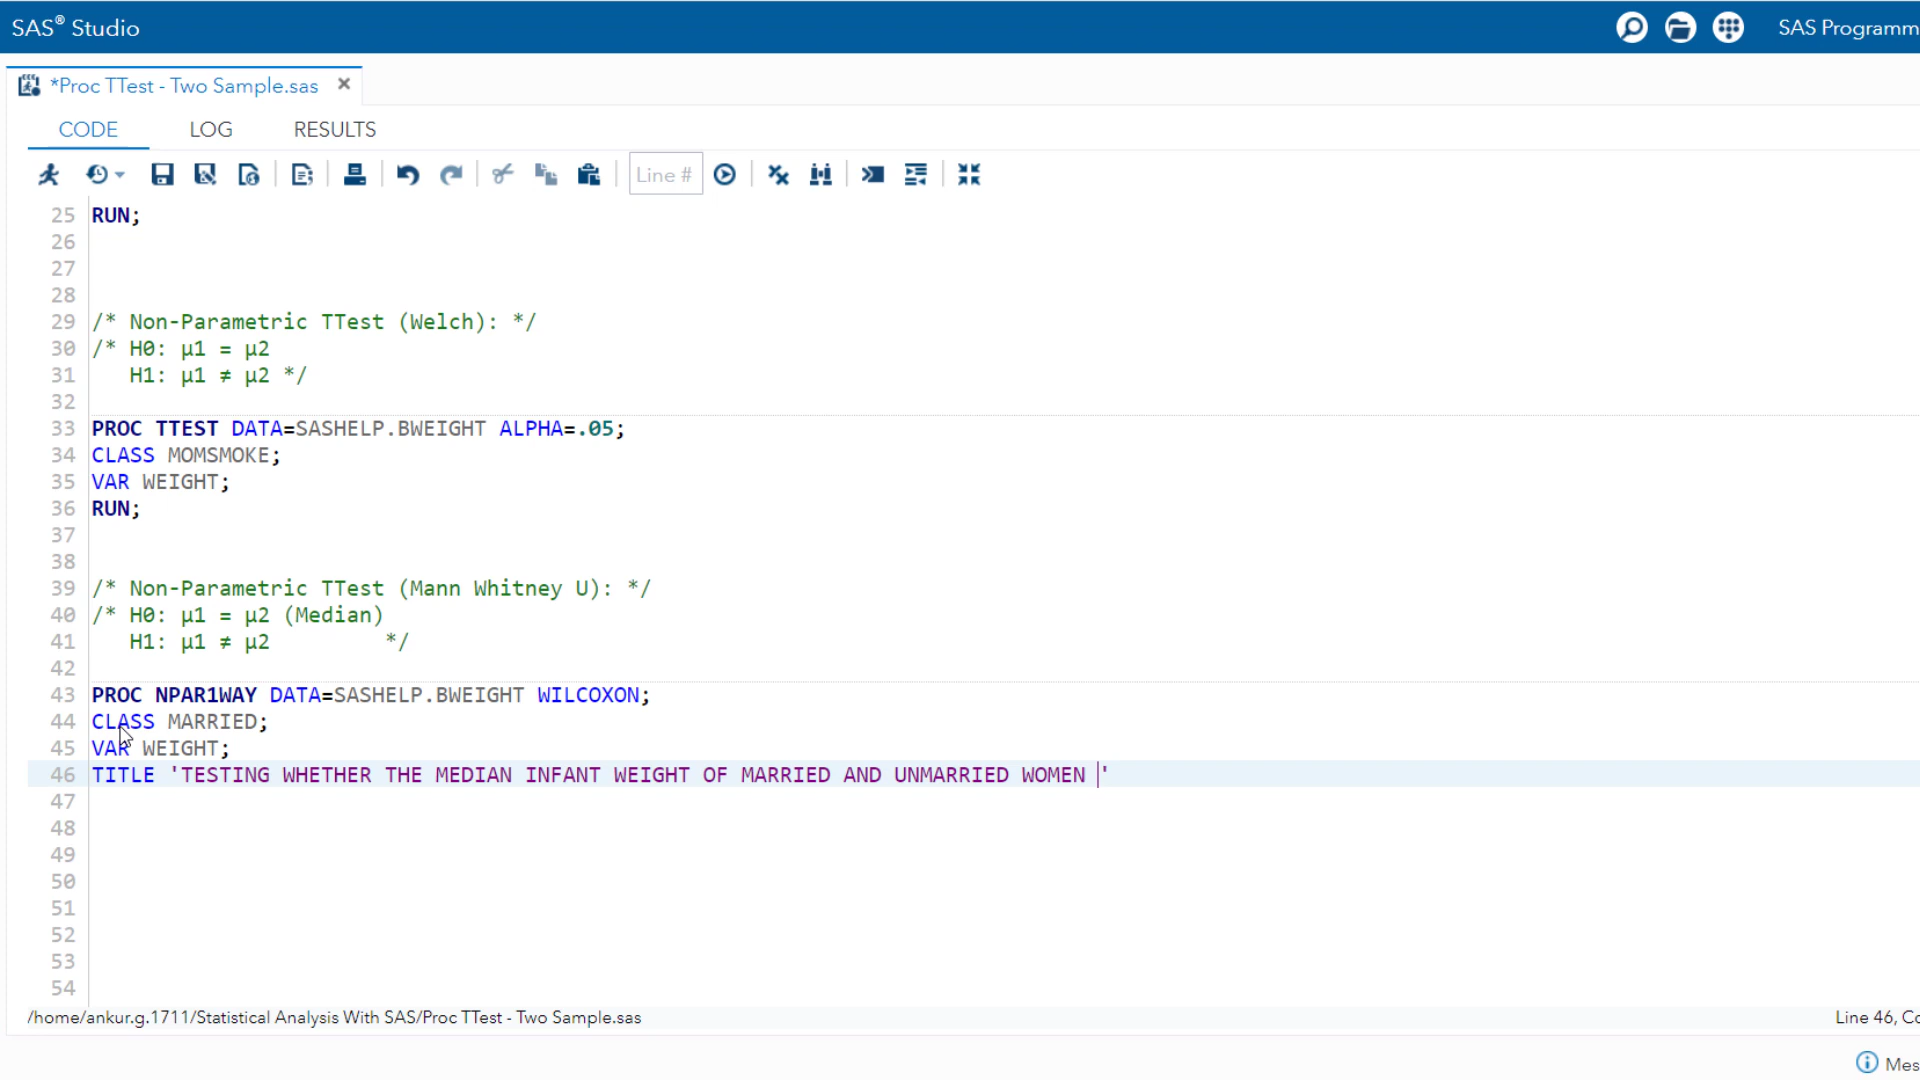 SAS® Studio
SAS Programm
*Proc TTest - Two Sample.sas
CODE LOG RESULTS
Line #
25 RUN;
26
27
28
29 /* Non-Parametric TTest (Welch): */
30 /* H0: µ1 = µ2
31 H1: µ1 ≠ µ2 */
32
33 PROC TTEST DATA=SASHELP.BWEIGHT ALPHA=.05;
34 CLASS MOMSMOKE;
35 VAR WEIGHT;
36 RUN;
37
38
39 /* Non-Parametric TTest (Mann Whitney U): */
40 /* H0: µ1 = µ2 (Median)
41 H1: µ1 ≠ µ2 */
42
43 PROC NPAR1WAY DATA=SASHELP.BWEIGHT WILCOXON;
44 CLASS MARRIED;
45 VAR WEIGHT;
46 TITLE 'TESTING WHETHER THE MEDIAN INFANT WEIGHT OF MARRIED AND UNMARRIED WOMEN '
47
48
49
50
51
52
53
54
/home/ankur.g.1711/Statistical Analysis With SAS/Proc TTest - Two Sample.sas
Line 46, Co
Mes